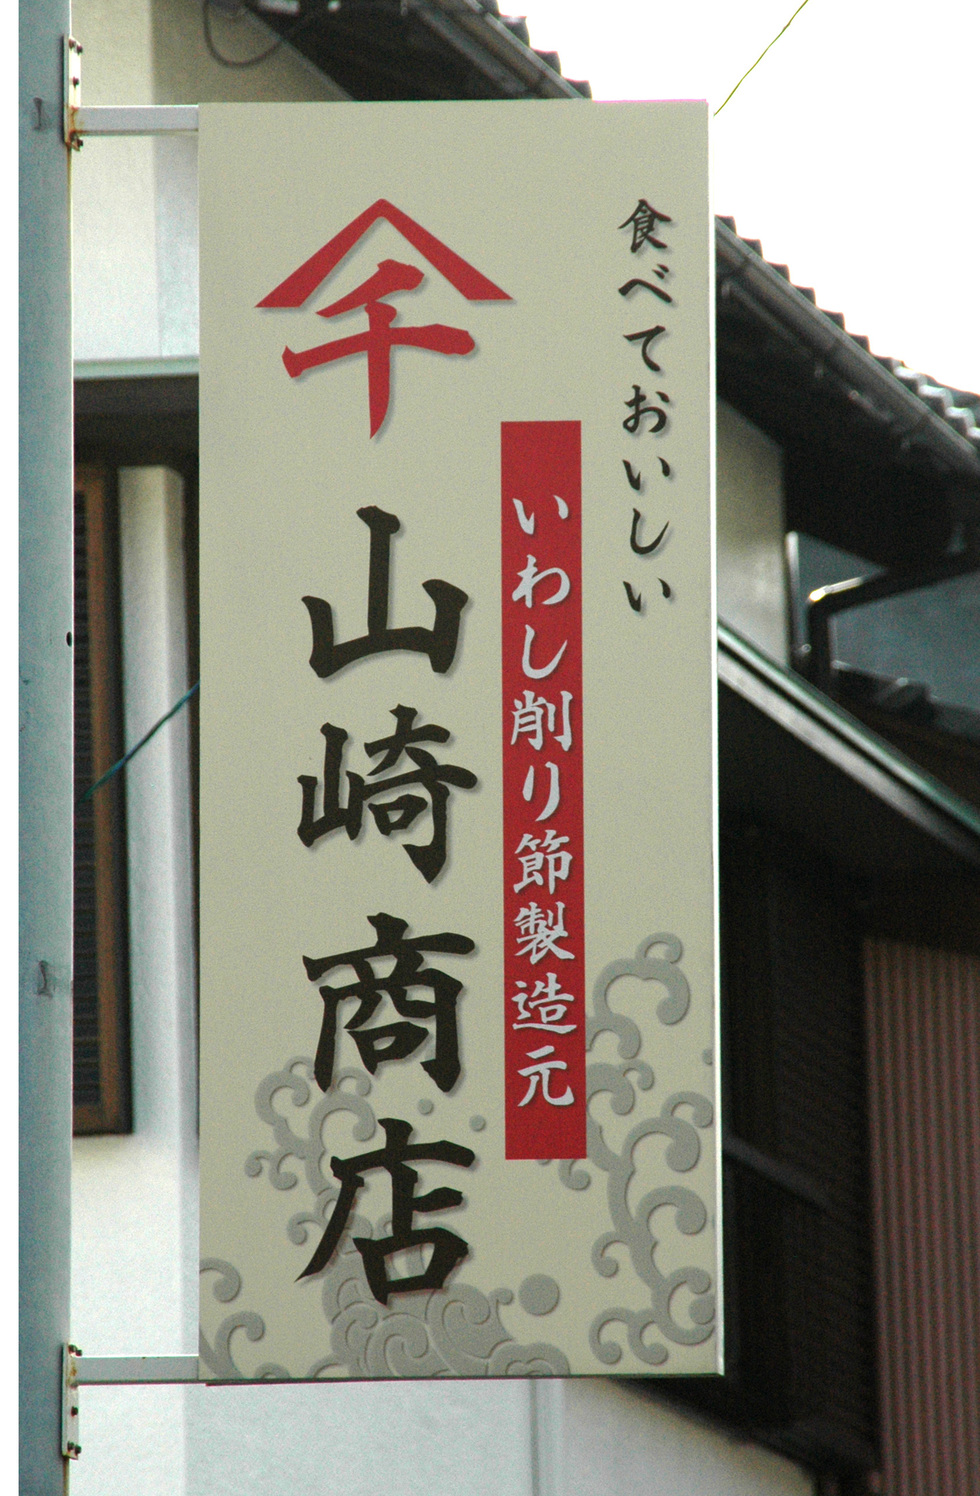 食べておいしい
いわし削り節製造元
千
山崎商店